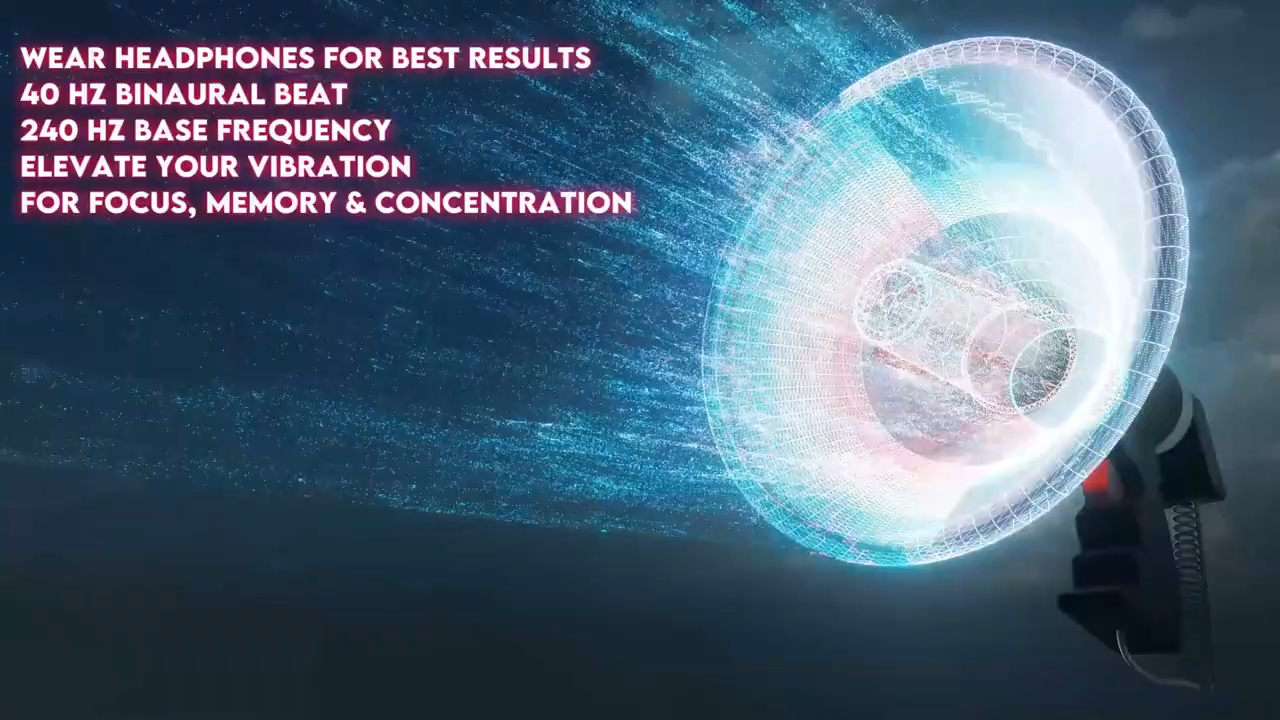 WEAR HEADPHONES FOR BEST RESULTS
40 HZ BINAURAL BEAT
240 HZ BASE FREQUENCY
ELEVATE YOUR VIBRATION
FOR FOCUS, MEMORY & CONCENTRATION